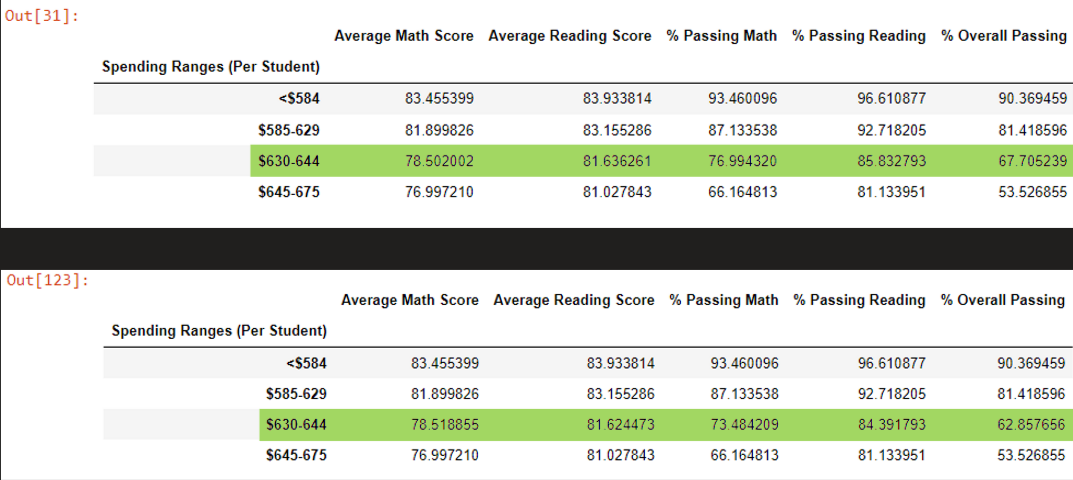 Out[31]:
Average Math Score Average Reading Score % Passing Math % Passing Reading % Overall Passing
Spending Ranges (Per Student)
<$584 83.455399 83.933814 93.460096 96.610877 90.369459
$585-629 81.899826 83.155286 87.133538 92.718205 81.418596
$630-644 78.502002 81.636261 76.994320 85.832793 67.705239
$645-675 76.997210 81.027843 66.164813 81.133951 53.526855
Out[123]:
Average Math Score Average Reading Score % Passing Math % Passing Reading % Overall Passing
Spending Ranges (Per Student)
<$584 83.455399 83.933814 93.460096 96.610877 90.369459
$585-629 81.899826 83.155286 87.133538 92.718205 81.418596
$630-644 78.518855 81.624473 73.484209 84.391793 62.857656
$645-675 76.997210 81.027843 66.164813 81.133951 53.526855